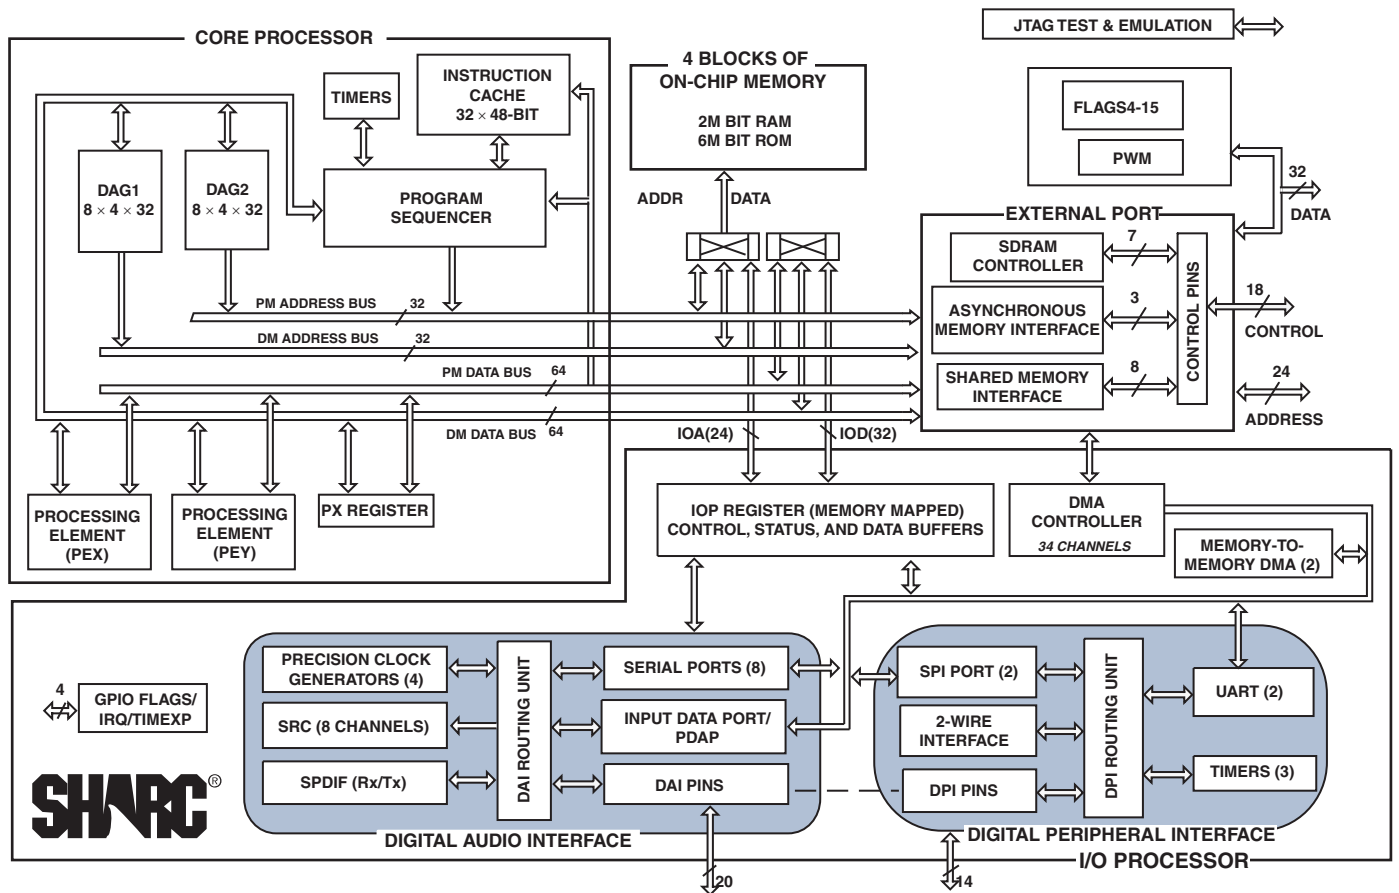 CORE PROCESSOR
JTAG TEST & EMULATION
4 BLOCKS OF
ON-CHIP MEMORY
2M BIT RAM
6M BIT ROM
INSTRUCTION
CACHE
32 × 48-BIT
TIMERS
FLAGS4-15
PWM
DAG1
8 × 4 × 32
DAG2
8 × 4 × 32
PROGRAM
SEQUENCER
ADDR
DATA
32
DATA
EXTERNAL PORT
SDRAM
CONTROLLER
7
ASYNCHRONOUS
MEMORY INTERFACE
3
SHARED MEMORY
INTERFACE
8
CONTROL PINS
18
CONTROL
24
ADDRESS
PM ADDRESS BUS
32
DM ADDRESS BUS
32
PM DATA BUS
64
DM DATA BUS
64
IOA(24)
IOD(32)
PROCESSING
ELEMENT
(PEX)
PROCESSING
ELEMENT
(PEY)
PX REGISTER
IOP REGISTER (MEMORY MAPPED)
CONTROL, STATUS, AND DATA BUFFERS
DMA
CONTROLLER
34 CHANNELS
MEMORY-TO-
MEMORY DMA (2)
4
GPIO FLAGS/
IRQ/TIMEXP
PRECISION CLOCK
GENERATORS (4)
SRC (8 CHANNELS)
SPDIF (Rx/Tx)
DAI ROUTING UNIT
SERIAL PORTS (8)
INPUT DATA PORT/
PDAP
DAI PINS
DIGITAL AUDIO INTERFACE
20
SPI PORT (2)
2-WIRE
INTERFACE
DPI PINS
DPI ROUTING UNIT
UART (2)
TIMERS (3)
DIGITAL PERIPHERAL INTERFACE
14
I/O PROCESSOR
SHARC®